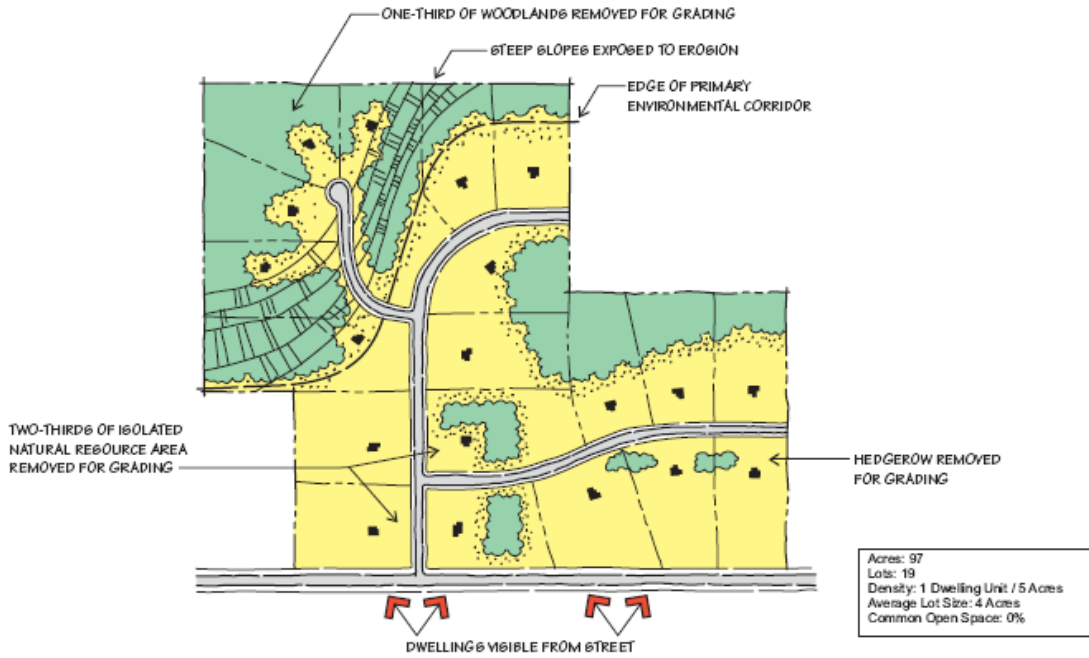 ONE-THIRD OF WOODLANDS REMOVED FOR GRADING
STEEP SLOPES EXPOSED TO EROSION
EDGE OF PRIMARY
ENVIRONMENTAL CORRIDOR
TWO-THIRDS OF ISOLATED
NATURAL RESOURCE AREA
REMOVED FOR GRADING
HEDGEROW REMOVED
FOR GRADING
Acres: 97
Lots: 19
Density: 1 Dwelling Unit / 5 Acres
Average Lot Size: 4 Acres
Common Open Space: 0%
DWELLINGS VISIBLE FROM STREET